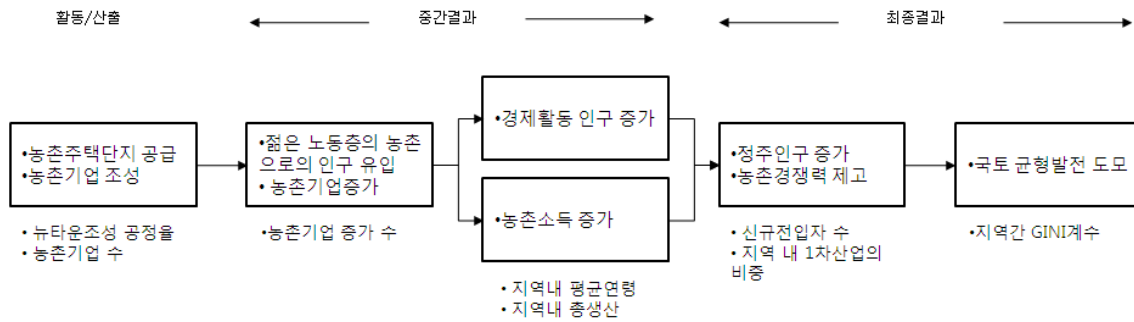 활동/산출
중간결과
최종결과
•농촌주택단지 공급
•농촌기업 조성
• 뉴타운조성 공정율
• 농촌기업 수
•젊은 노동층의 농촌
으로의 인구 유입
• 농촌기업증가
•농촌기업 증가 수
•경제활동 인구 증가
•농촌소득 증가
• 지역내 평균연령
• 지역내 총생산
•정주인구 증가
•농촌경쟁력 제고
• 신규전입자 수
• 지역 내 1차산업의
비중
•국토 균형발전 도모
•지역간 GINI계수